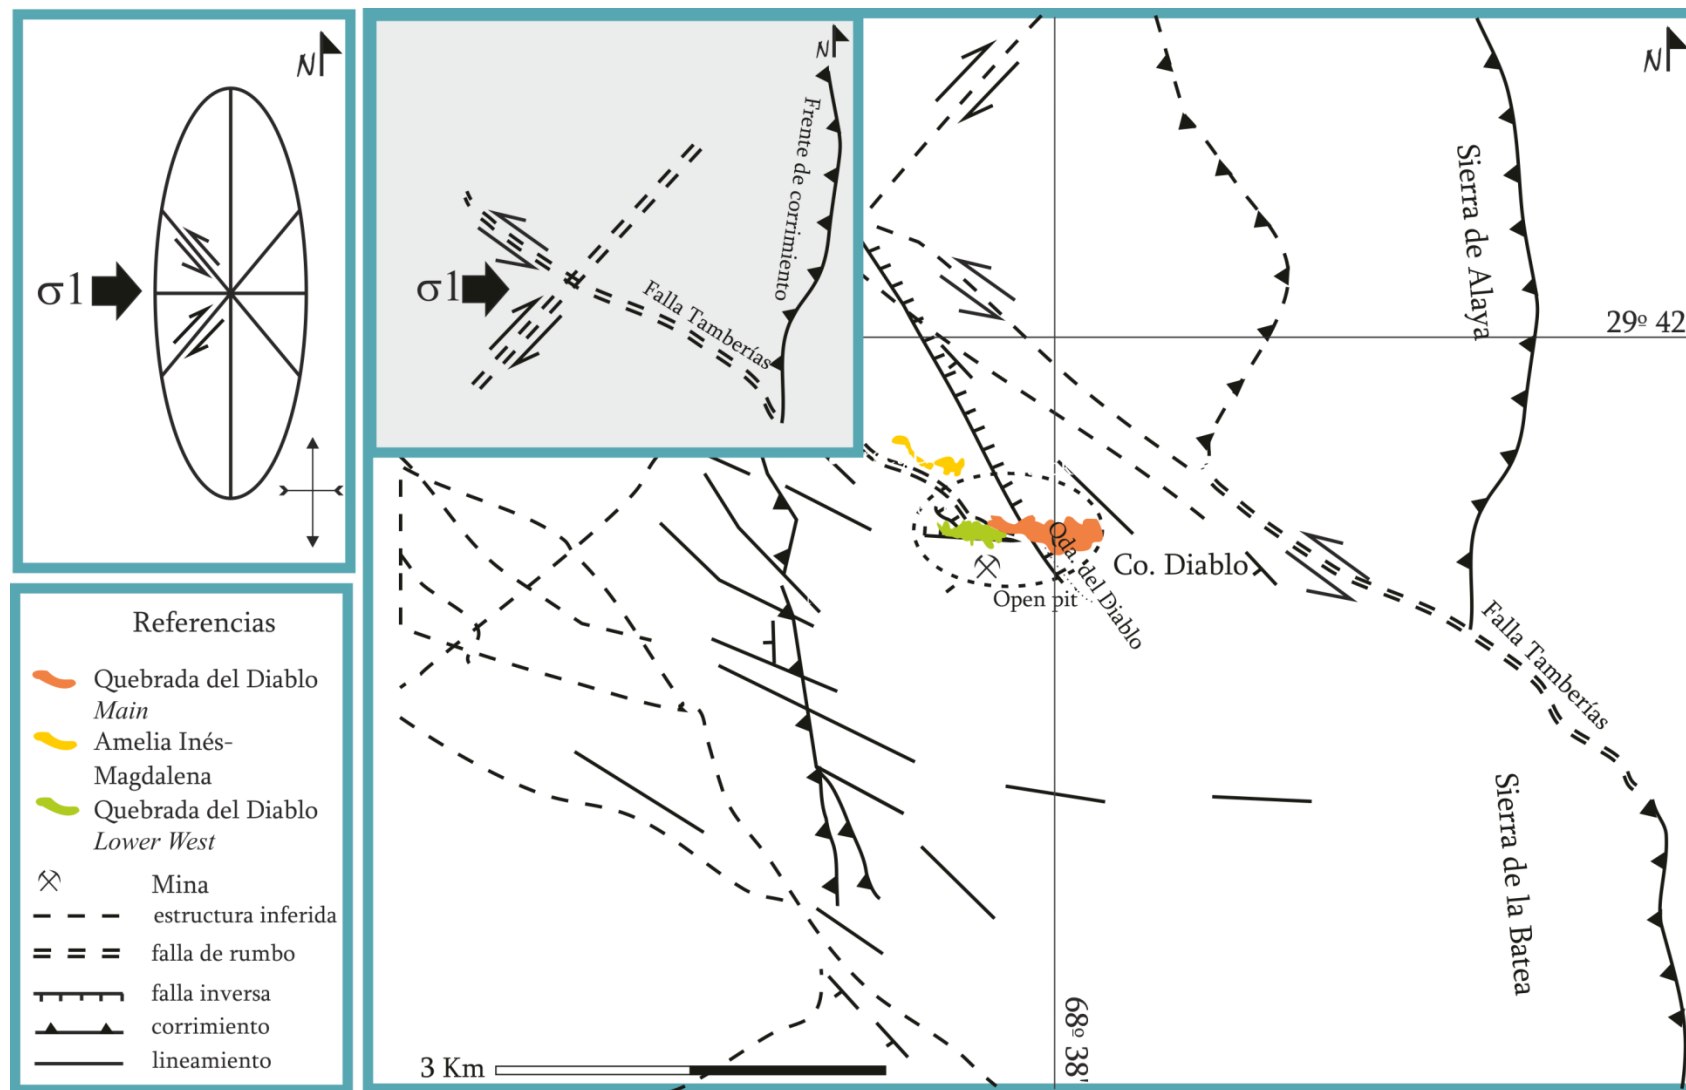 N
σ1
N
Frente de corrimiento
σ1
Falla Tamberías
N
Sierra de Alaya
29º 42
Qda. del Diablo
Co. Diablo
Open pit
Falla Tamberías
Sierra de la Batea
68º 38'
3 Km
Referencias
Quebrada del Diablo
Main
Amelia Inés-
Magdalena
Quebrada del Diablo
Lower West
Mina
estructura inferida
falla de rumbo
falla inversa
corrimiento
lineamiento